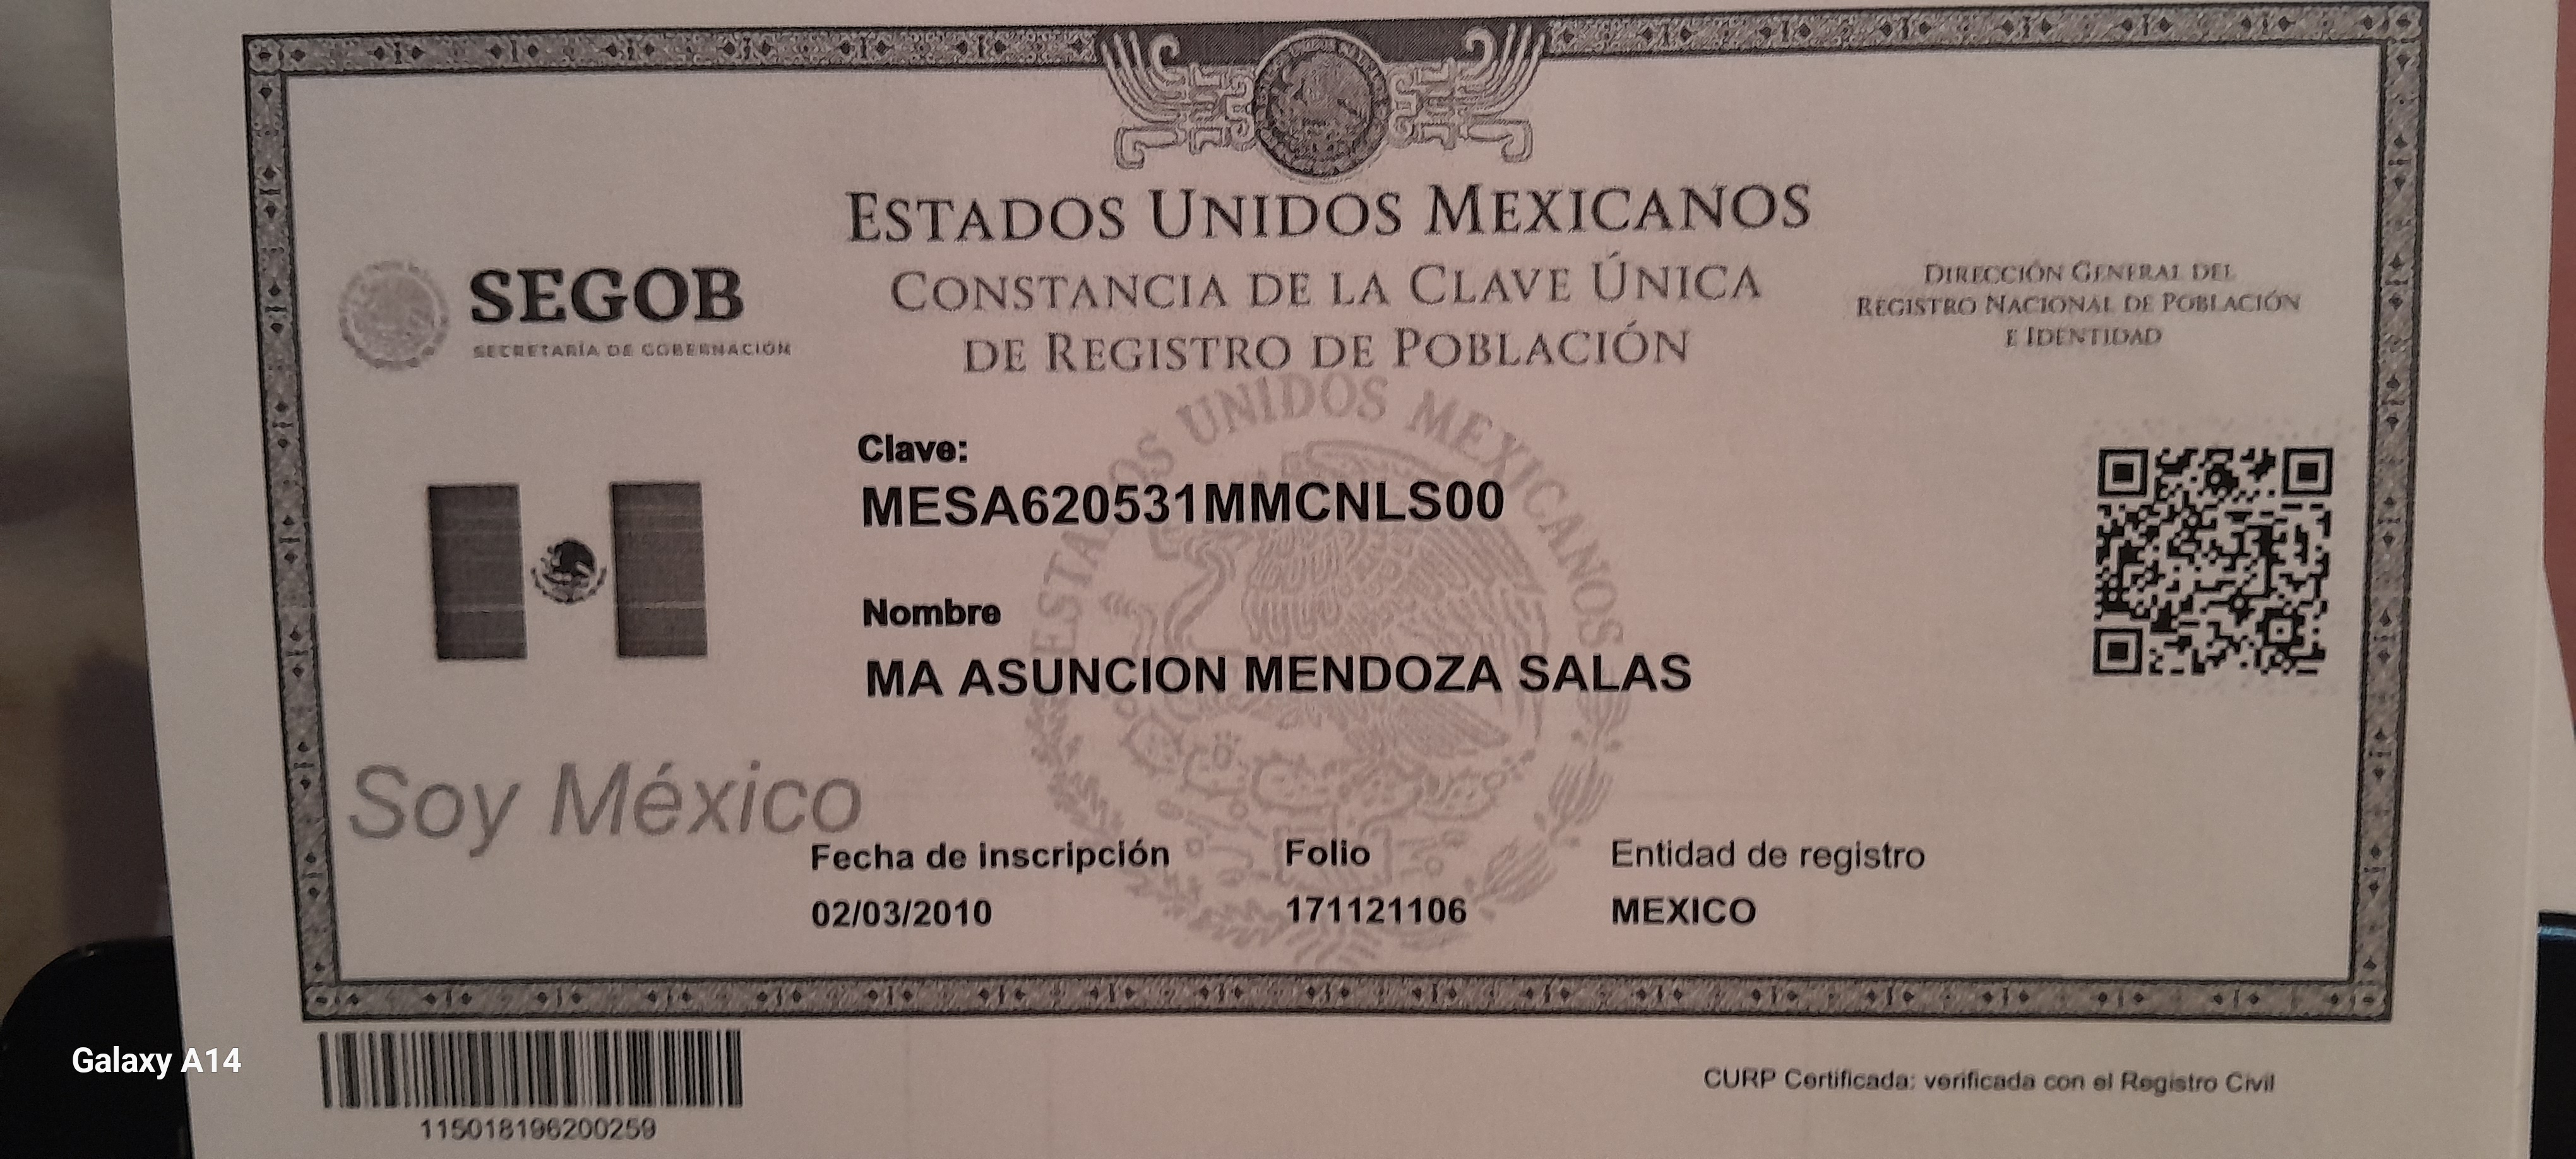 ESTADOS UNIDOS MEXICANOS
CONSTANCIA DE LA CLAVE ÚNICA
DE REGISTRO DE POBLACIÓN
SEGOB
SECRETARÍA DE GOBERNACIÓN
DIRECCIÓN GENERAL DEL
REGISTRO NACIONAL DE POBLACIÓN
E IDENTIDAD
ESTADOS UNIDOS MEXICANOS
Clave:
MESA620531MMCNLS00
Nombre
MA ASUNCION MENDOZA SALAS
Soy México
Fecha de inscripción
02/03/2010
Folio
171121106
Entidad de registro
MEXICO
115018196200259
CURP Certificada: verificada con el Registro Civil
Galaxy A14